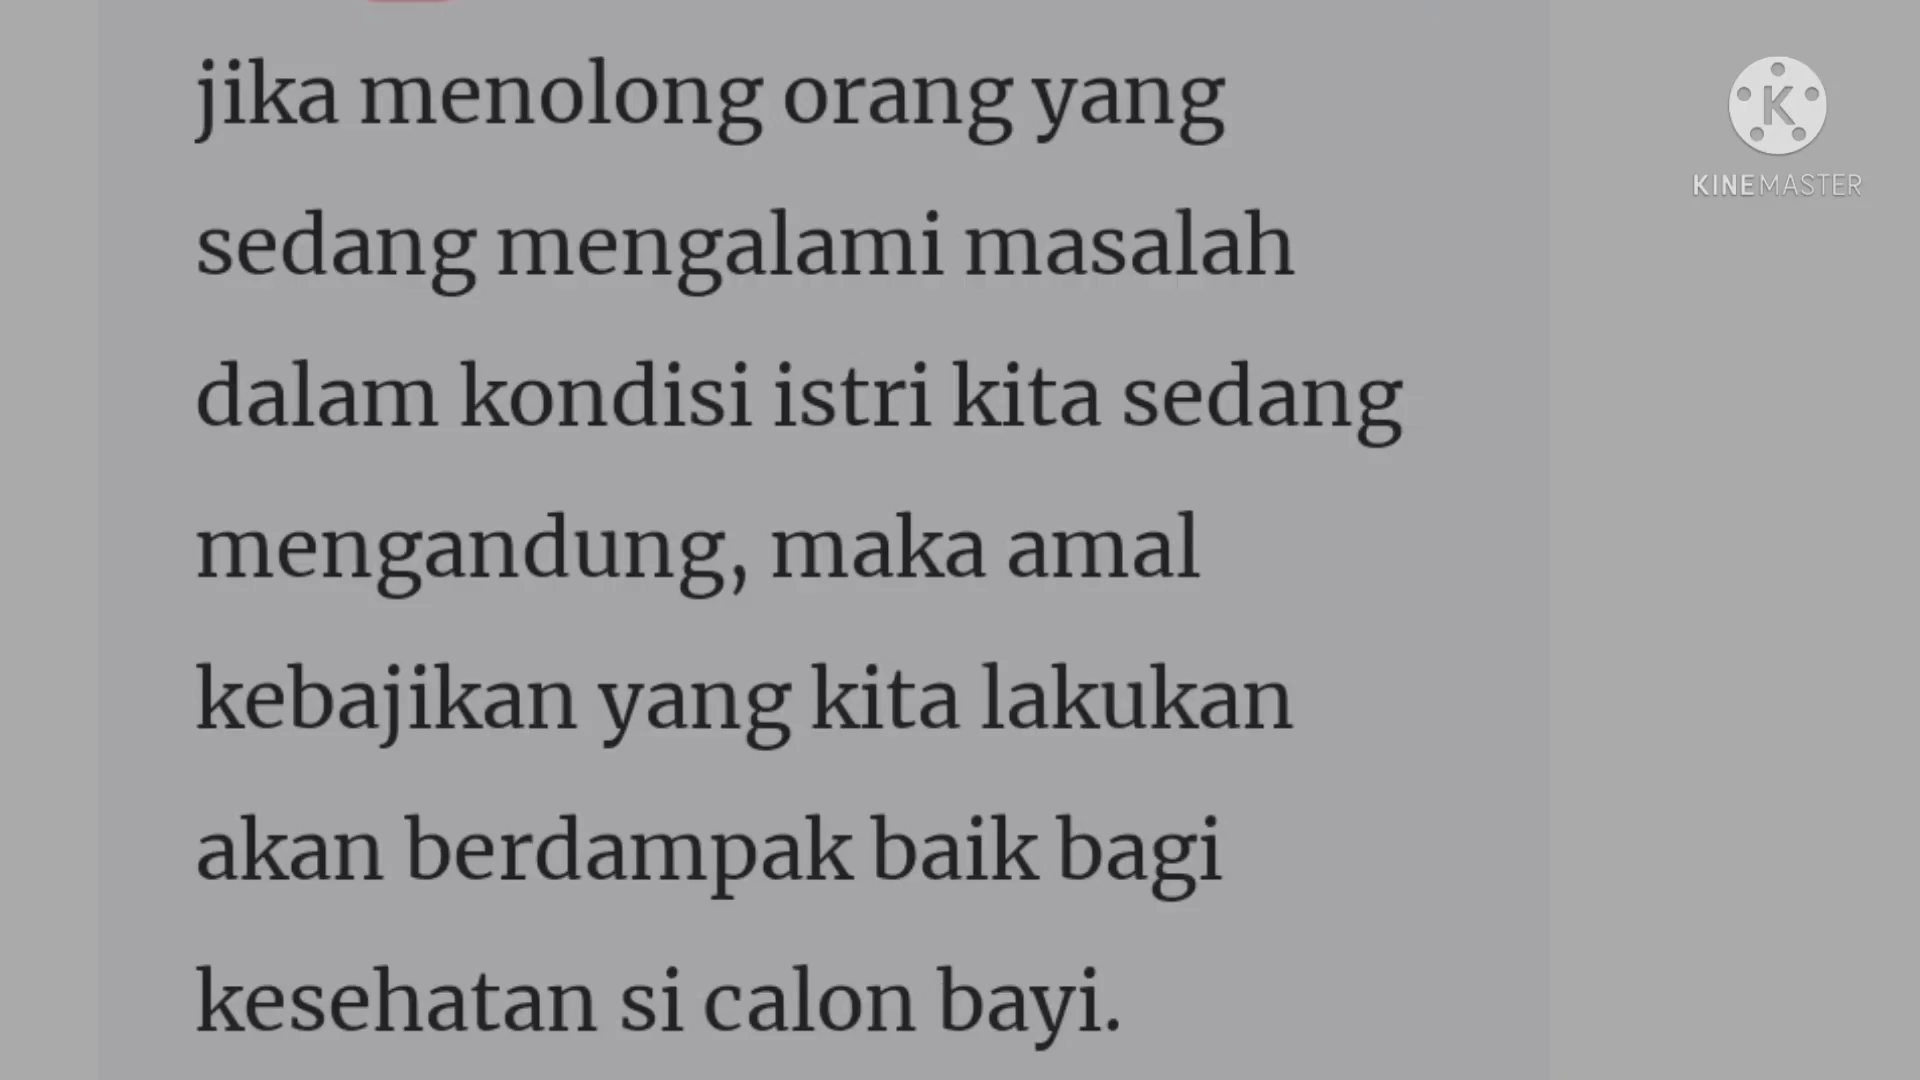 jika menolong orang yang
sedang mengalami masalah
dalam kondisi istri kita sedang
mengandung, maka amal
kebajikan yang kita lakukan
akan berdampak baik bagi
kesehatan si calon bayi.
K
KINEMASTER